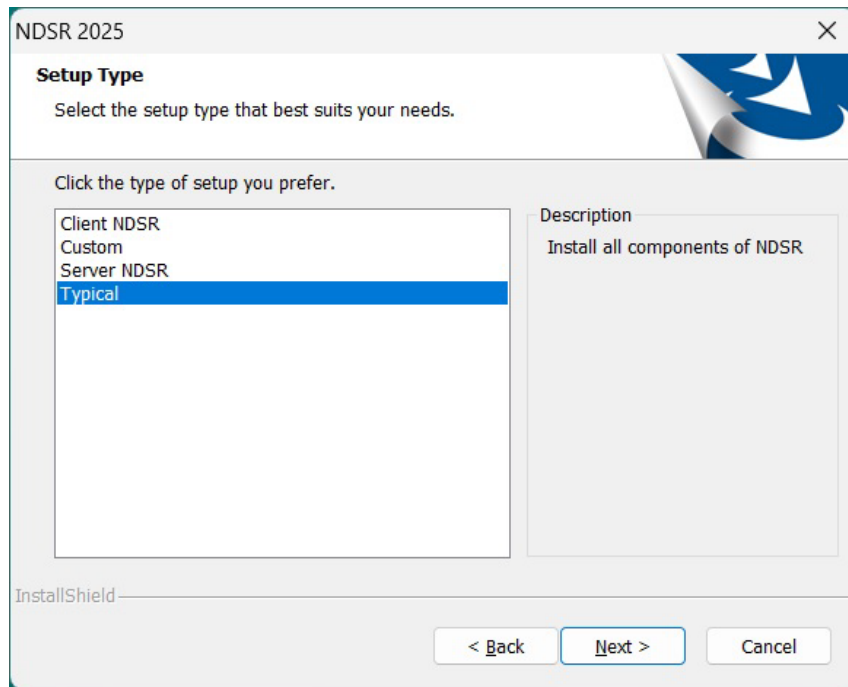 NDSR 2025
Setup Type
Select the setup type that best suits your needs.
Click the type of setup you prefer.
Client NDSR
Custom
Server NDSR
Typical
Description
Install all components of NDSR
InstallShield
< Back
Next >
Cancel